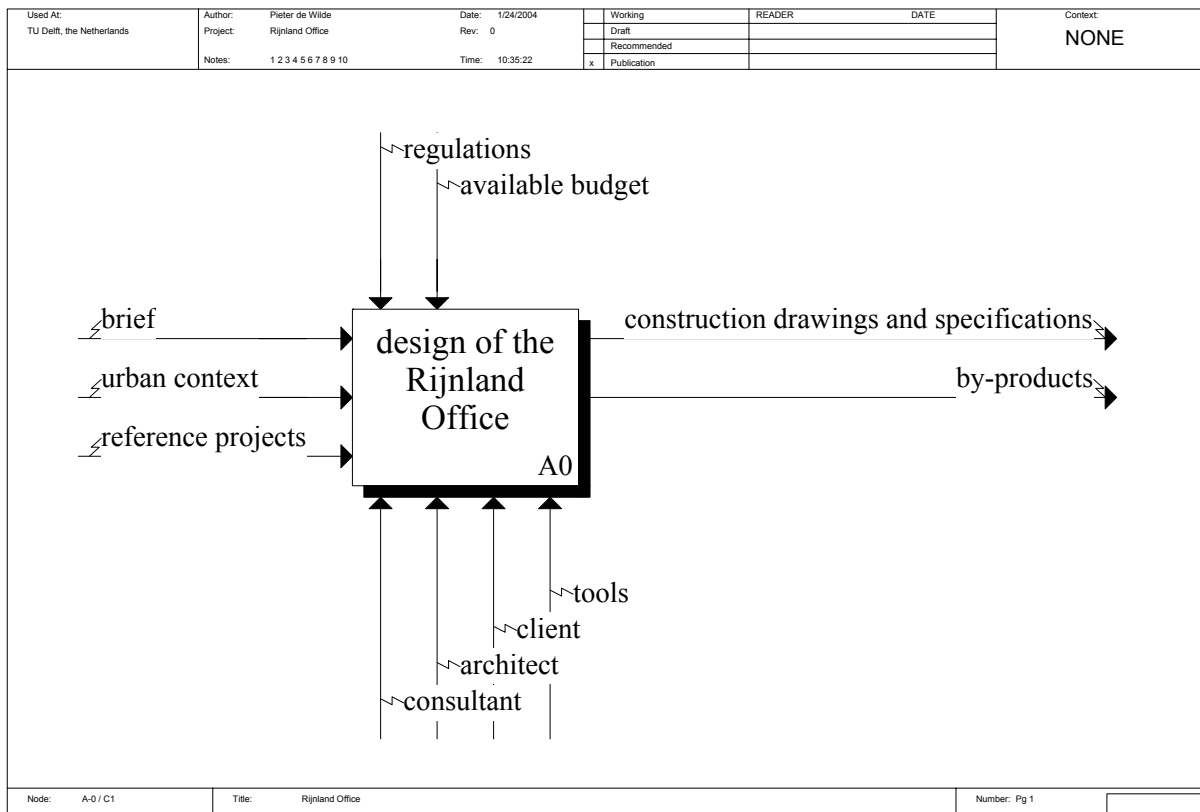 Used At:
TU Delft, the Netherlands
Author: Pieter de Wilde
Project: Rijnland Office
Notes: 1 2 3 4 5 6 7 8 9 10
Date: 1/24/2004
Rev: 0
Time: 10:35:22
Working
Draft
Recommended
x Publication
READER DATE
Context:
NONE
regulations
available budget
brief
urban context
reference projects
design of the
Rijnland
Office
A0
construction drawings and specifications
by-products
tools
client
architect
consultant
Node: A-0 / C1
Title: Rijnland Office
Number: Pg 1